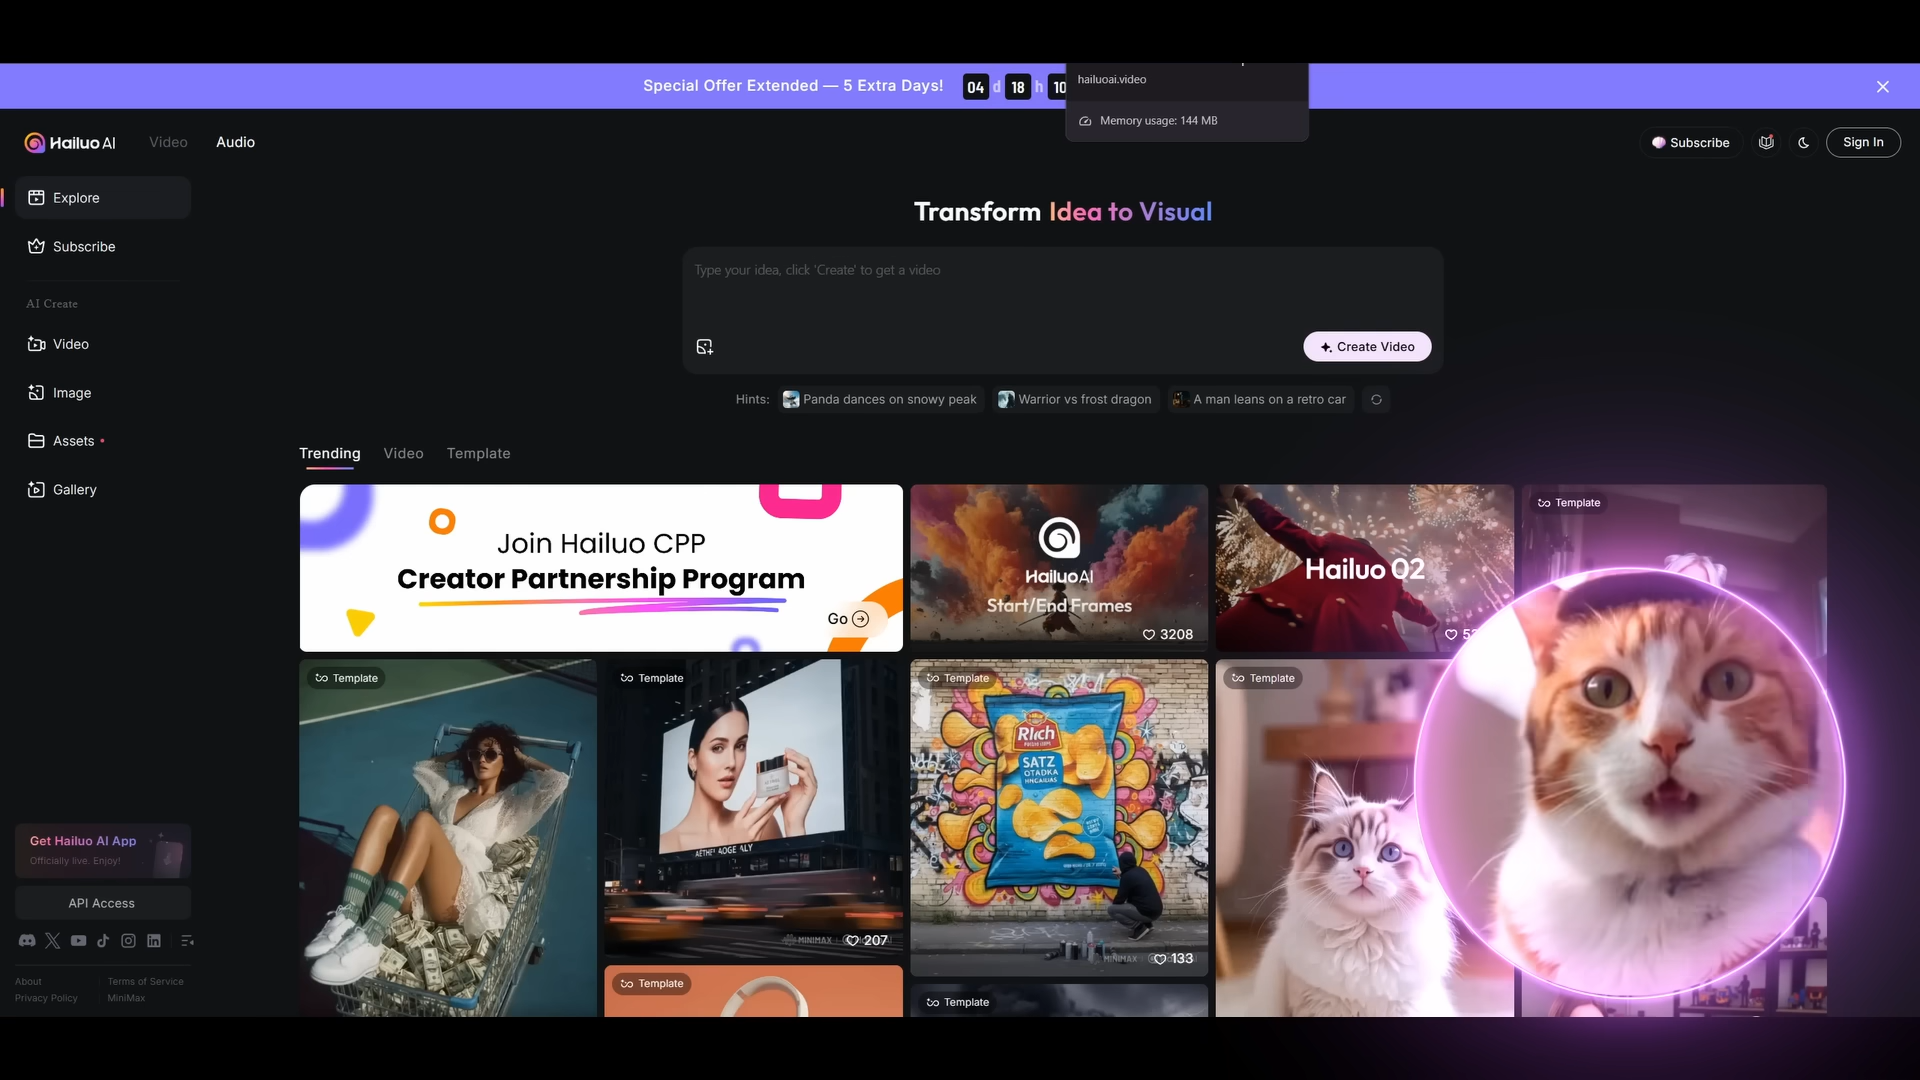 Special Offer Extended — 5 Extra Days!
04 d 18 h 10
hailuoai.video
Memory usage: 144 MB
Hailuo AI
Video
Audio
Subscribe
Sign In
Explore
Subscribe
AI Create
Video
Image
Assets
Gallery
Transform Idea to Visual
Type your idea, click 'Create' to get a video
Create Video
Hints:
Panda dances on snowy peak
Warrior vs frost dragon
A man leans on a retro car
Trending
Video
Template
Join Hailuo CPP
Creator Partnership Program
Go
Hailuo AI
Start/End Frames
3208
Hailuo 02
Template
Template
Template
207
Template
Rlich
SATZ
OTADKA
133
Template
Template
Template
Get Hailuo AI App
Officially live. Enjoy!
API Access
About
Terms of Service
Privacy Policy
MiniMax